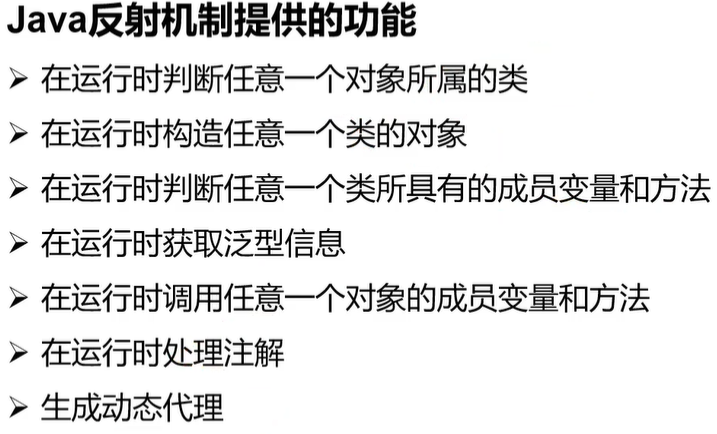 Java反射机制提供的功能
➢ 在运行时判断任意一个对象所属的类
➢ 在运行时构造任意一个类的对象
➢ 在运行时判断任意一个类所具有的成员变量和方法
➢ 在运行时获取泛型信息
➢ 在运行时调用任意一个对象的成员变量和方法
➢ 在运行时处理注解
➢ 生成动态代理